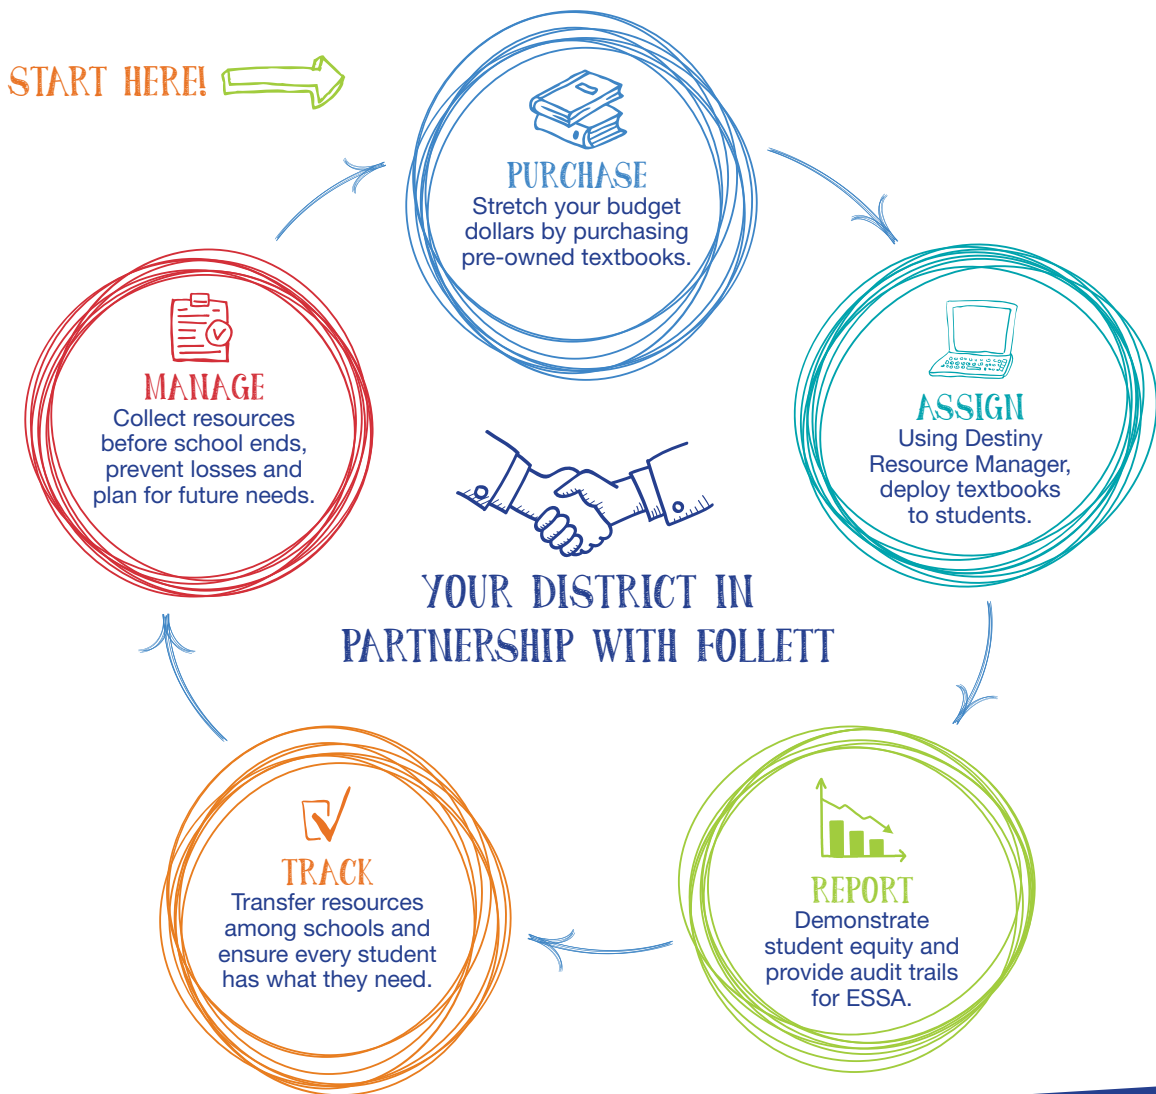 START HERE!
PURCHASE
Stretch your budget
dollars by purchasing
pre-owned textbooks.
ASSIGN
Using Destiny
Resource Manager,
deploy textbooks
to students.
REPORT
Demonstrate
student equity and
provide audit trails
for ESSA.
TRACK
Transfer resources
among schools and
ensure every student
has what they need.
MANAGE
Collect resources
before school ends,
prevent losses and
plan for future needs.
YOUR DISTRICT IN
PARTNERSHIP WITH FOLLETT